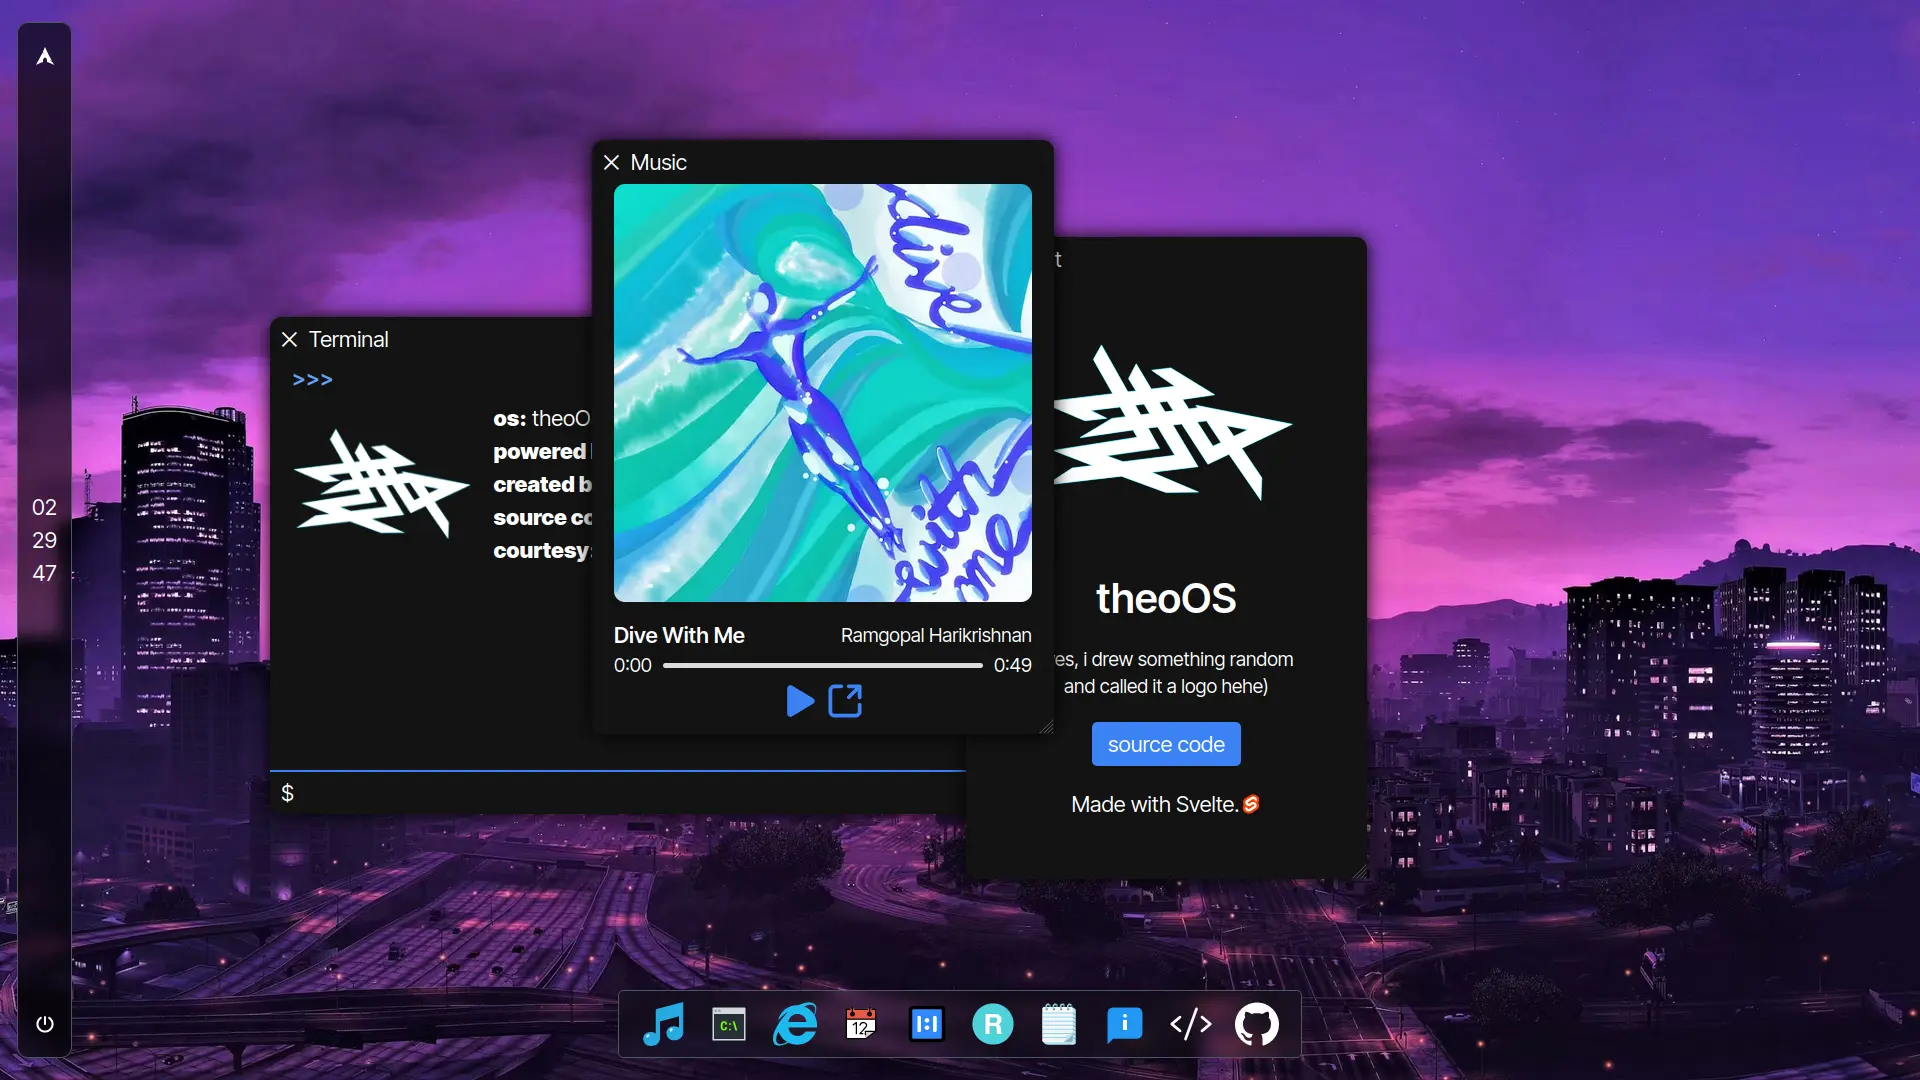 02
29
47
Music
dive
with
me
Dive With Me
Ramgopal Harikrishnan
0:00
0:49
Terminal
>>>
os: theoO
powered
created b
source co
courtesy:
$
t
theoOS
es, i drew something random
and called it a logo hehe)
source code
Made with Svelte.
C:\
12
R
i
</>